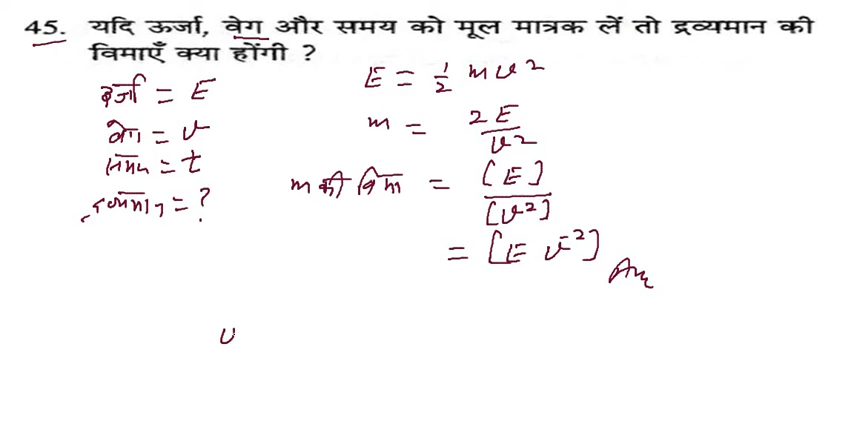 45. यदि ऊर्जा, वेग और समय को मूल मात्रक लें तो द्रव्यमान की
विमाएँ क्या होंगी ?
ऊर्जा = E
वेग = v
समय = t
द्रव्यमान = ?
E = 1/2 m v²
m = 2E / v²
m की विमा = [E] / [v²]
= [E v⁻²] Ans
υ